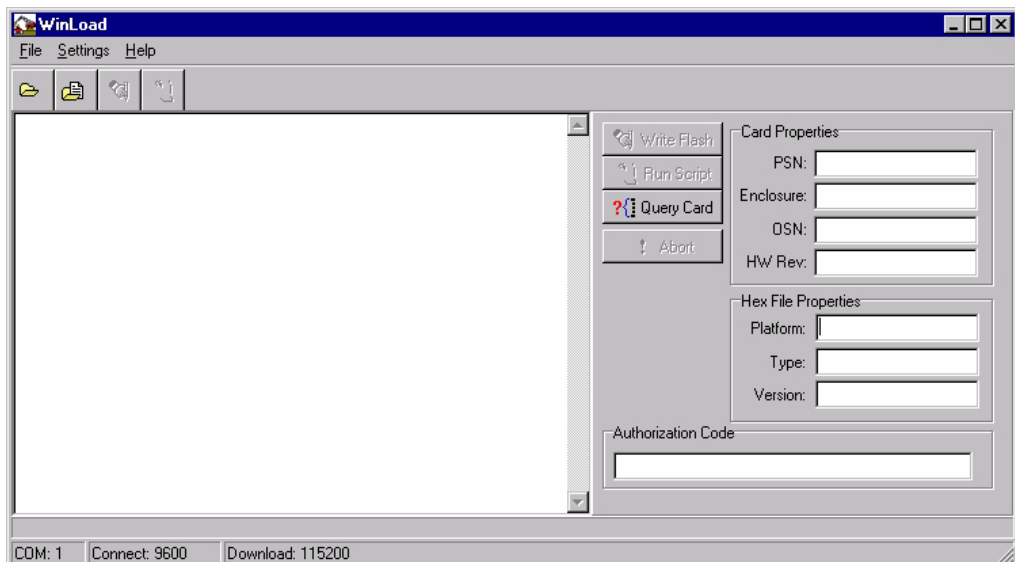 WinLoad
File Settings Help
Write Flash
Run Script
Query Card
Abort
Card Properties
PSN:
Enclosure:
OSN:
HW Rev:
Hex File Properties
Platform:
Type:
Version:
Authorization Code
COM: 1 Connect: 9600 Download: 115200